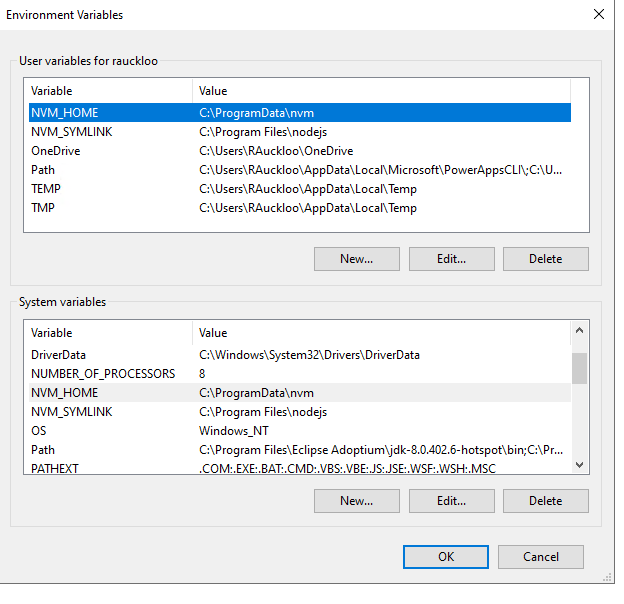 Environment Variables
User variables for rauckloo
Variable Value
NVM_HOME C:\ProgramData\nvm
NVM_SYMLINK C:\Program Files\nodejs
OneDrive C:\Users\RAuckloo\OneDrive
Path C:\Users\RAuckloo\AppData\Local\Microsoft\PowerAppsCLI\;C:\U...
TEMP C:\Users\RAuckloo\AppData\Local\Temp
TMP C:\Users\RAuckloo\AppData\Local\Temp
New... Edit... Delete
System variables
Variable Value
DriverData C:\Windows\System32\Drivers\DriverData
NUMBER_OF_PROCESSORS 8
NVM_HOME C:\ProgramData\nvm
NVM_SYMLINK C:\Program Files\nodejs
OS Windows_NT
Path C:\Program Files\Eclipse Adoptium\jdk-8.0.402.6-hotspot\bin;C:\Pr...
PATHEXT .COM;.EXE;.BAT;.CMD;.VBS;.VBE;.JS;.JSE;.WSF;.WSH;.MSC
New... Edit... Delete
OK Cancel